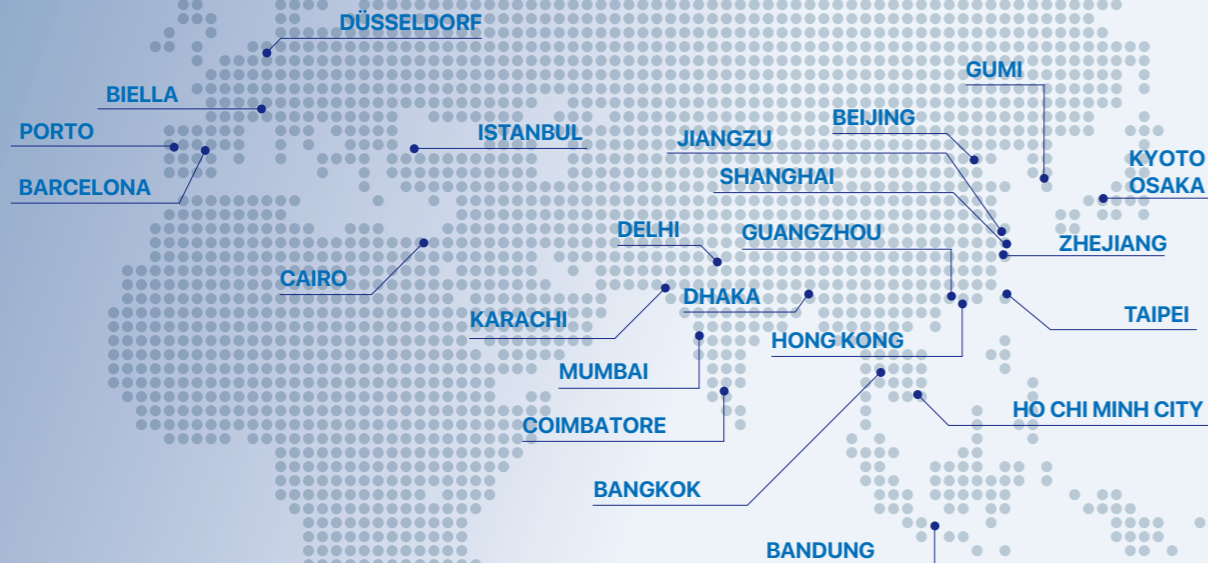 DÜSSELDORF
GUMI
BIELLA
BEIJING
PORTO
ISTANBUL
JIANGZU
KYOTO
OSAKA
BARCELONA
SHANGHAI
DELHI
GUANGZHOU
ZHEJIANG
CAIRO
DHAKA
KARACHI
TAIPEI
HONG KONG
MUMBAI
HO CHI MINH CITY
COIMBATORE
BANGKOK
BANDUNG